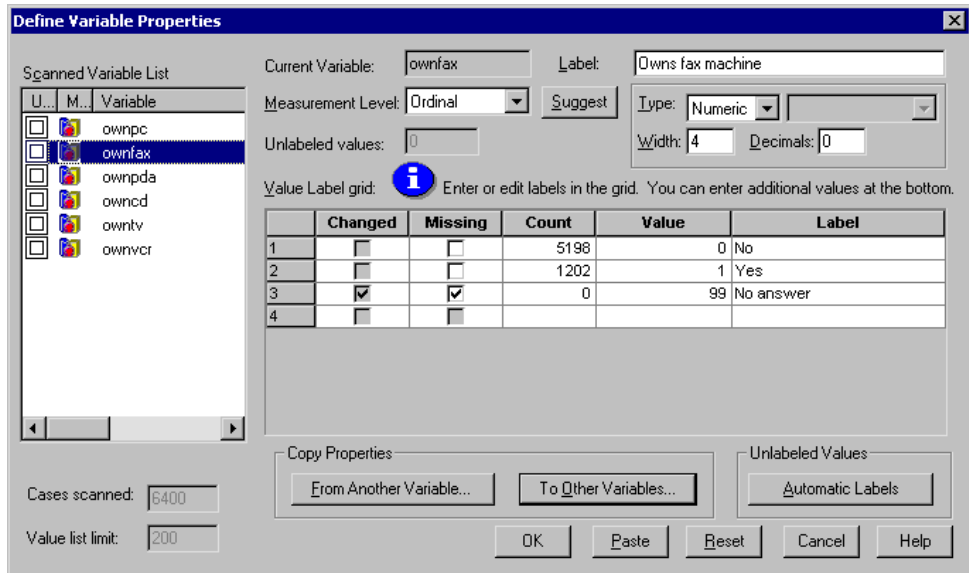 Define Variable Properties
Scanned Variable List
U... M... Variable
ownpc
ownfax
ownpda
owncd
owntv
ownvcr
Cases scanned: 6400
Value list limit: 200
Current Variable: ownfax Label: Owns fax machine
Measurement Level: Ordinal Suggest Type: Numeric
Unlabeled values: 0 Width: 4 Decimals: 0
Value Label grid: i Enter or edit labels in the grid. You can enter additional values at the bottom.
Changed Missing Count Value Label
1 5198 0 No
2 1202 1 Yes
3 0 99 No answer
4
Copy Properties
From Another Variable... To Other Variables...
Unlabeled Values
Automatic Labels
OK Paste Reset Cancel Help